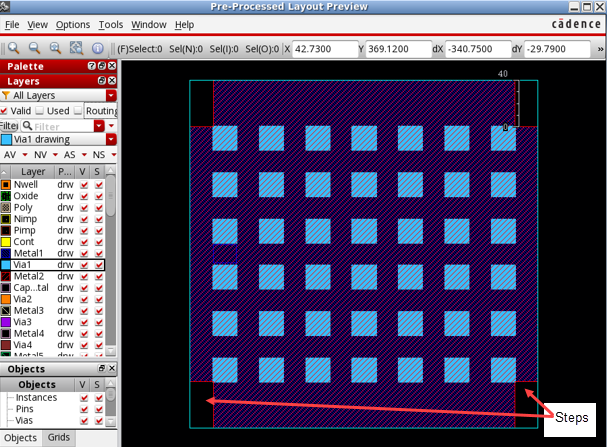 Pre-Processed Layout Preview
File View Options Tools Window Help cādence
(F)Select:0 Sel(N):0 Sel(I):0 Sel(O):0 X 42.7300 Y 369.1200 dX -340.7500 dY -29.7900 »
Palette
Layers
All Layers
Valid Used Routing
Filter Filter
Via1 drawing
AV NV AS NS
Layer P... V S
Nwell drw
Oxide drw
Poly drw
Nimp drw
Pimp drw
Cont drw
Metal1 drw
Via1 drw
Metal2 drw
Cap...tal drw
Via2 drw
Metal3 drw
Via3 drw
Metal4 drw
Via4 drw
Metal5 drw
Objects
Objects V S
Instances
Pins
Vias
Objects Grids
40
0
Steps